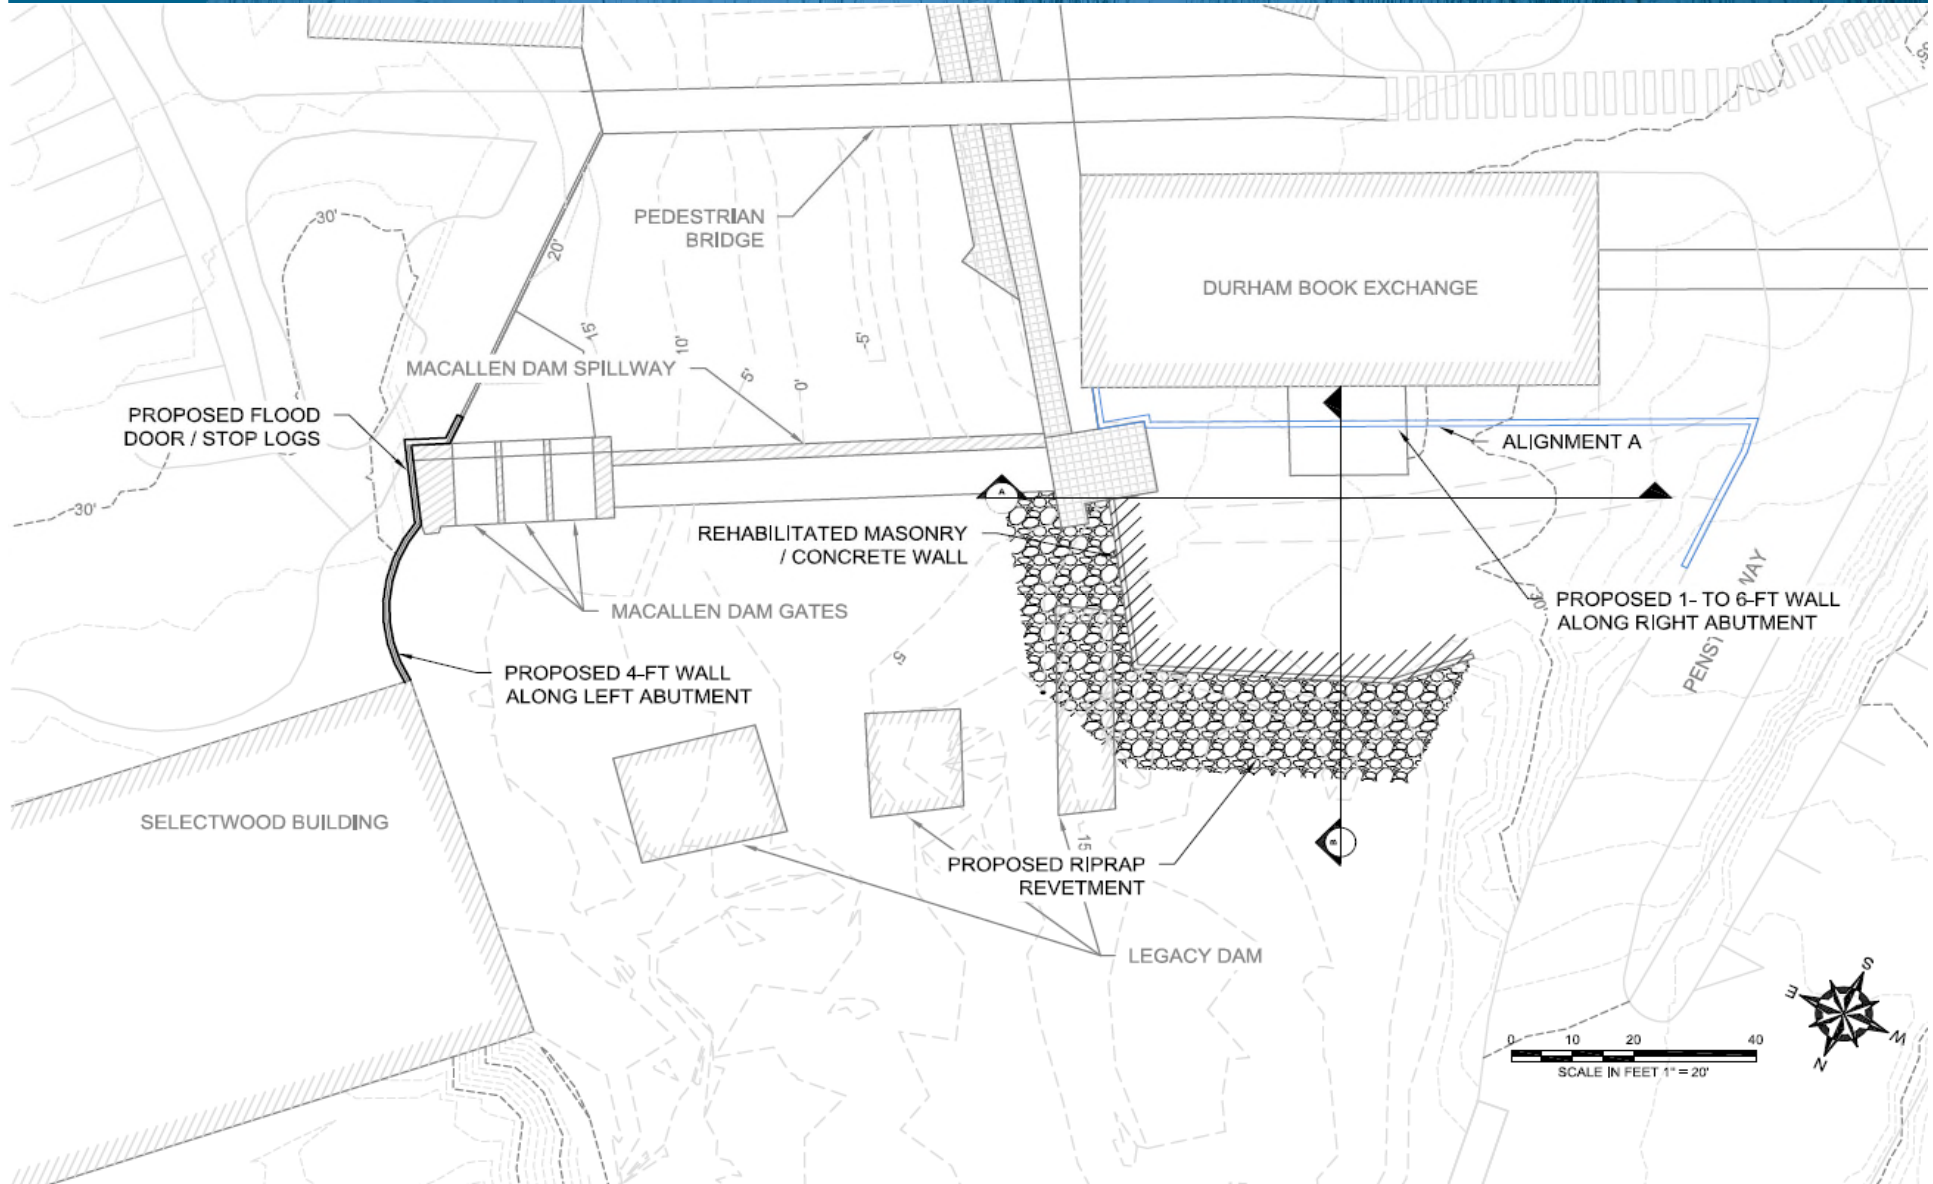 30'
PEDESTRIAN
BRIDGE
20'
DURHAM BOOK EXCHANGE
15'
10'
-5'
MACALLEN DAM SPILLWAY
5'
0'
PROPOSED FLOOD
DOOR / STOP LOGS
ALIGNMENT A
A
30'
REHABILITATED MASONRY
/ CONCRETE WALL
MACALLEN DAM GATES
30'
PROPOSED 1- TO 6-FT WALL
ALONG RIGHT ABUTMENT
5'
PROPOSED 4-FT WALL
ALONG LEFT ABUTMENT
SELECTWOOD BUILDING
15
B
PROPOSED RIPRAP
REVETMENT
LEGACY DAM
S
E
W
N
0 10 20 40
SCALE IN FEET 1" = 20'